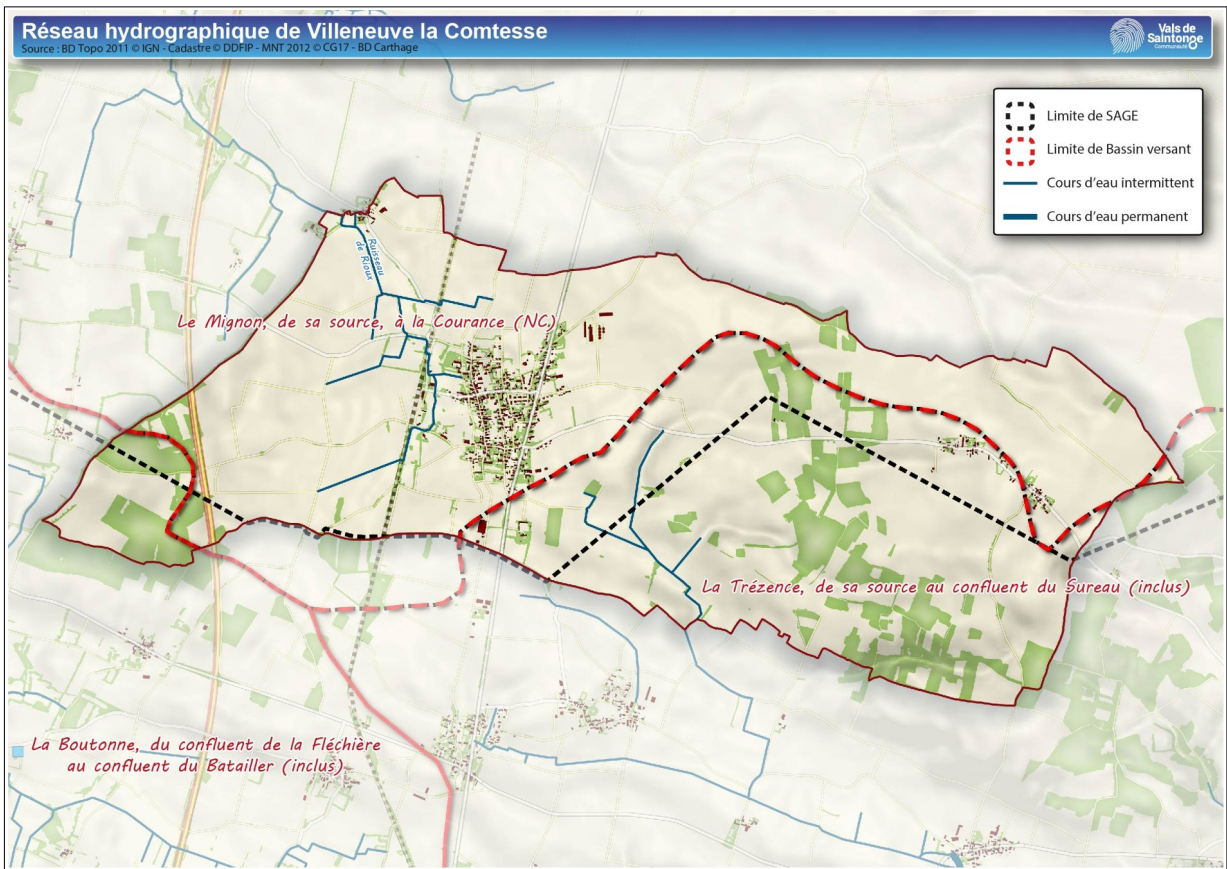 Réseau hydrographique de Villeneuve la Comtesse
Source : BD Topo 2011 © IGN - Cadastre © DDFIP - MNT 2012 © CG17 - BD Carthage
Vals de
Saintonge
Communauté
Limite de SAGE
Limite de Bassin versant
Cours d'eau intermittent
Cours d'eau permanent
Ruisseau
de Rioux
Le Mignon, de sa source, à la Courance (NC)
La Trézence, de sa source au confluent du Sureau (inclus)
La Boutonne, du confluent de la Fléchière
au confluent du Batailler (inclus)